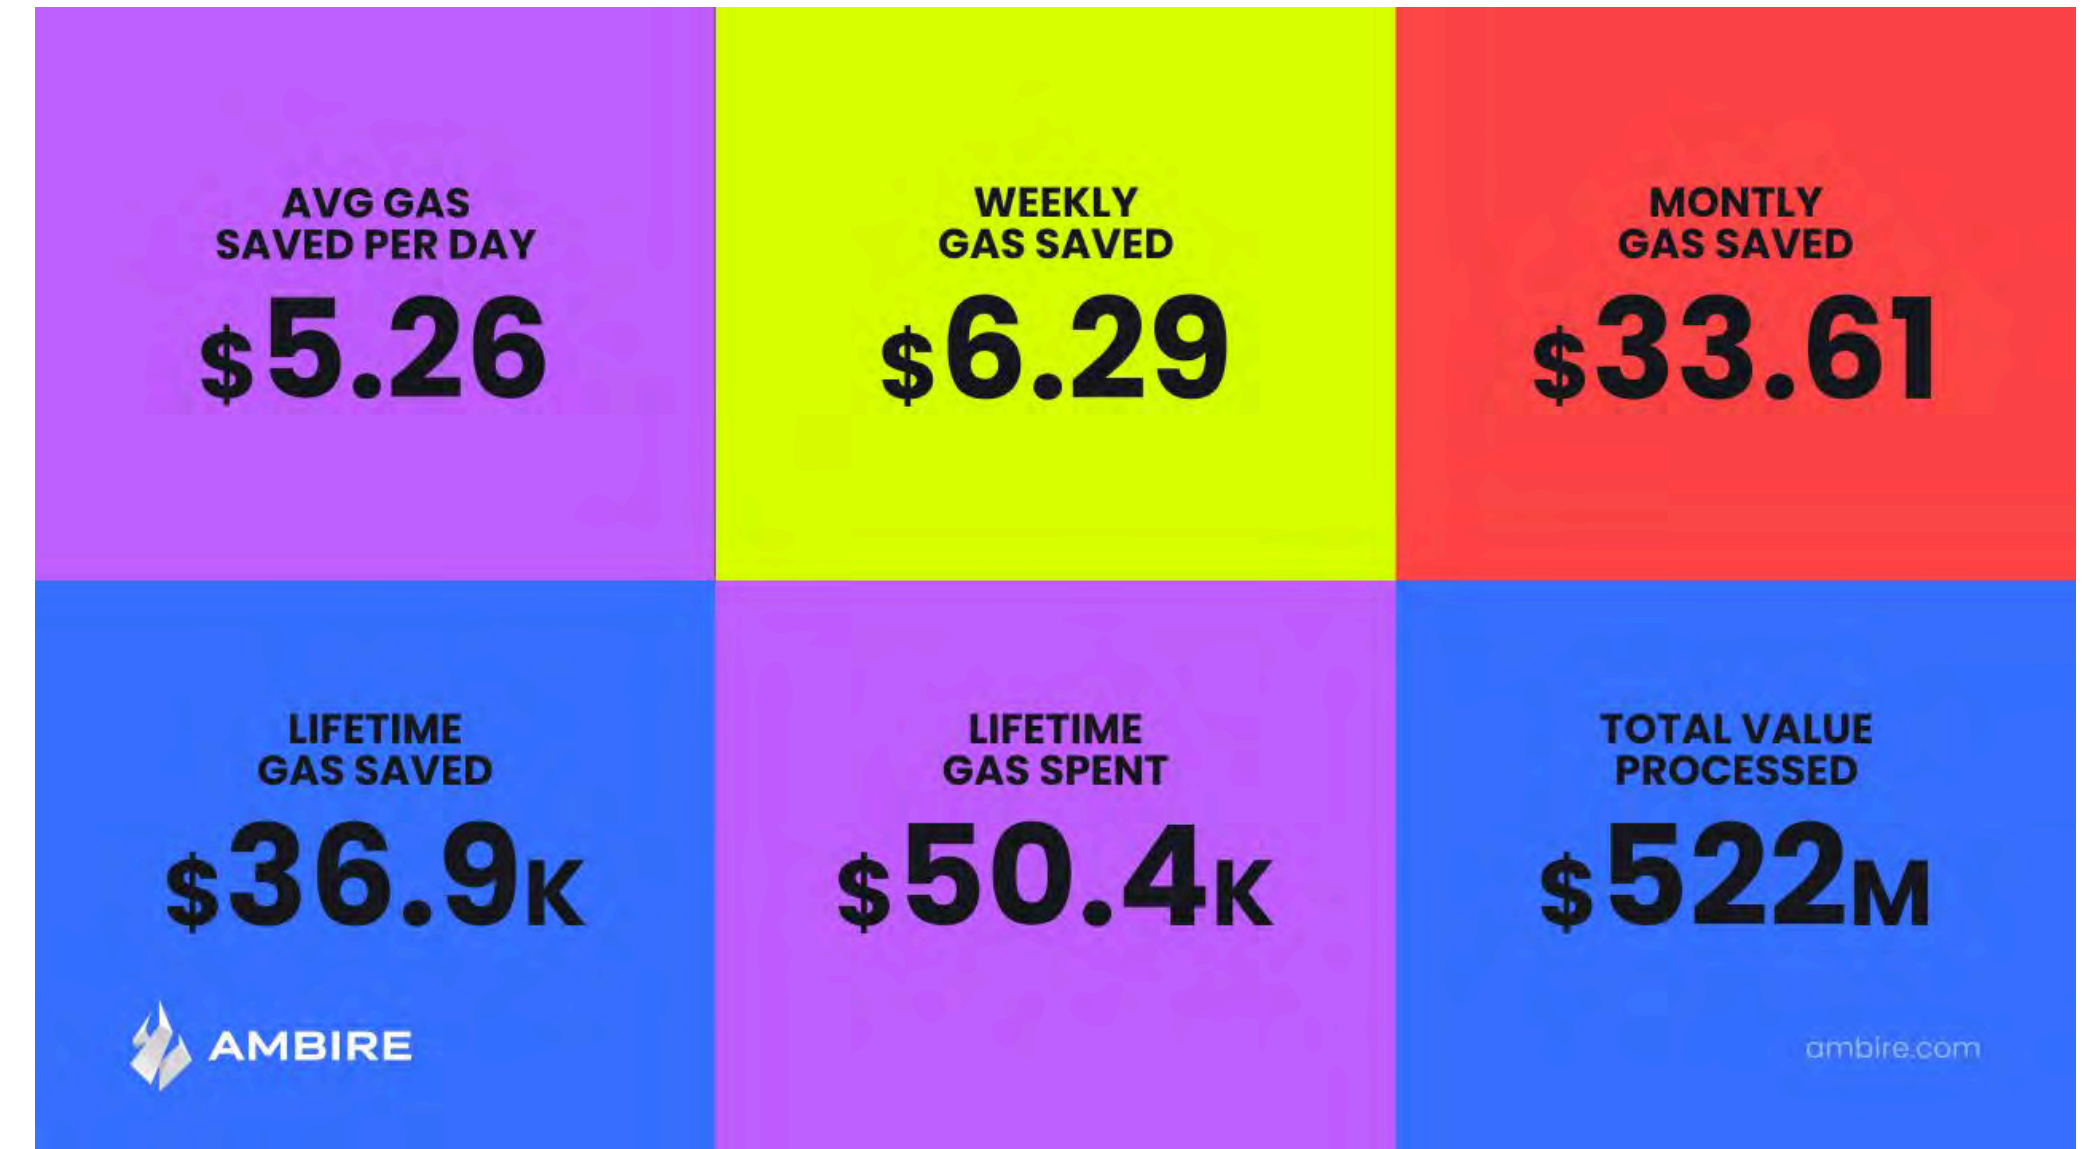 AVG GAS
SAVED PER DAY
$5.26
WEEKLY
GAS SAVED
$6.29
MONTLY
GAS SAVED
$33.61
LIFETIME
GAS SAVED
$36.9K
LIFETIME
GAS SPENT
$50.4K
TOTAL VALUE
PROCESSED
$522M
AMBIRE
ambire.com